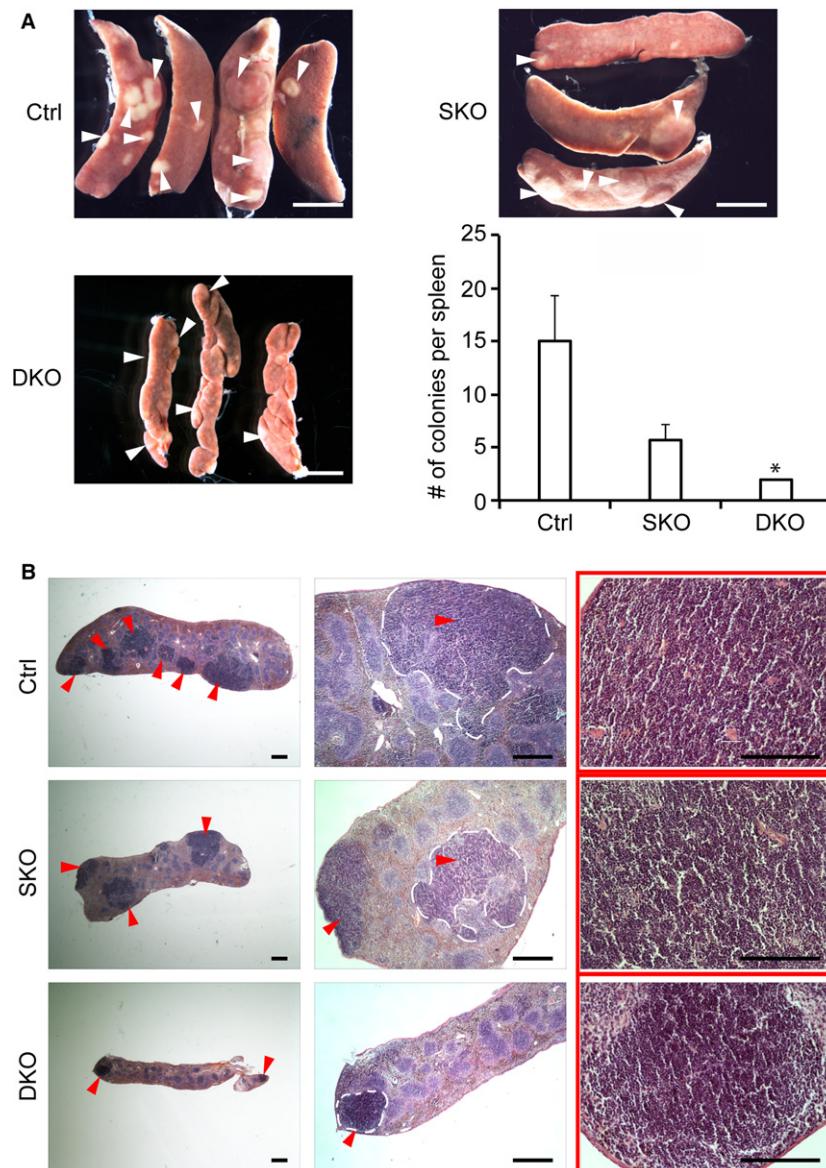 A
Ctrl
SKO
DKO
# of colonies per spleen
25
20
15
10
5
0
*
Ctrl
SKO
DKO
B
Ctrl
SKO
DKO